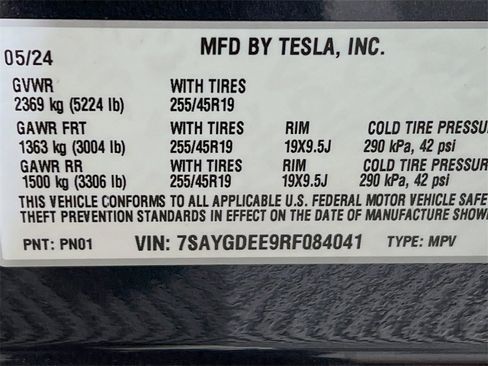 05/24 MFD BY TESLA, INC.
GVWR WITH TIRES
2369 kg (5224 lb) 255/45R19
GAWR FRT WITH TIRES RIM COLD TIRE PRESSUR
1363 kg (3004 lb) 255/45R19 19X9.5J 290 kPa, 42 psi
GAWR RR WITH TIRES RIM COLD TIRE PRESSUR
1500 kg (3306 lb) 255/45R19 19X9.5J 290 kPa, 42 psi
THIS VEHICLE CONFORMS TO ALL APPLICABLE U.S. FEDERAL MOTOR VEHICLE
THEFT PREVENTION STANDARDS IN EFFECT ON THE DATE OF MANUFACTURE SHOW
PNT: PN01 VIN: 7SAYGDEE9RF084041 TYPE: MPV